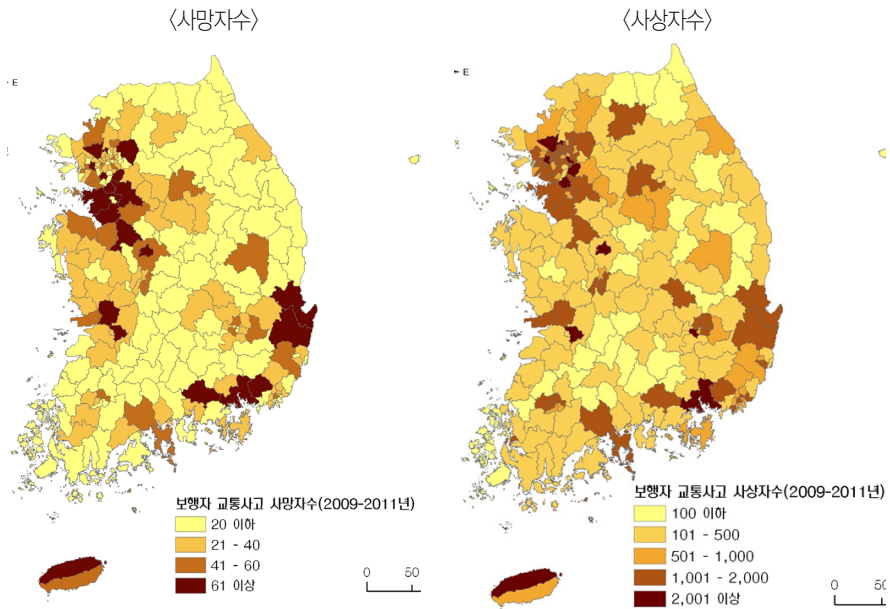 〈사망자수〉
E
보행자 교통사고 사망자수(2009-2011년)
20 이하
21 - 40
41 - 60
61 이상
0 50
〈사상자수〉
E
보행자 교통사고 사상자수(2009-2011년)
100 이하
101 - 500
501 - 1,000
1,001 - 2,000
2,001 이상
0 50